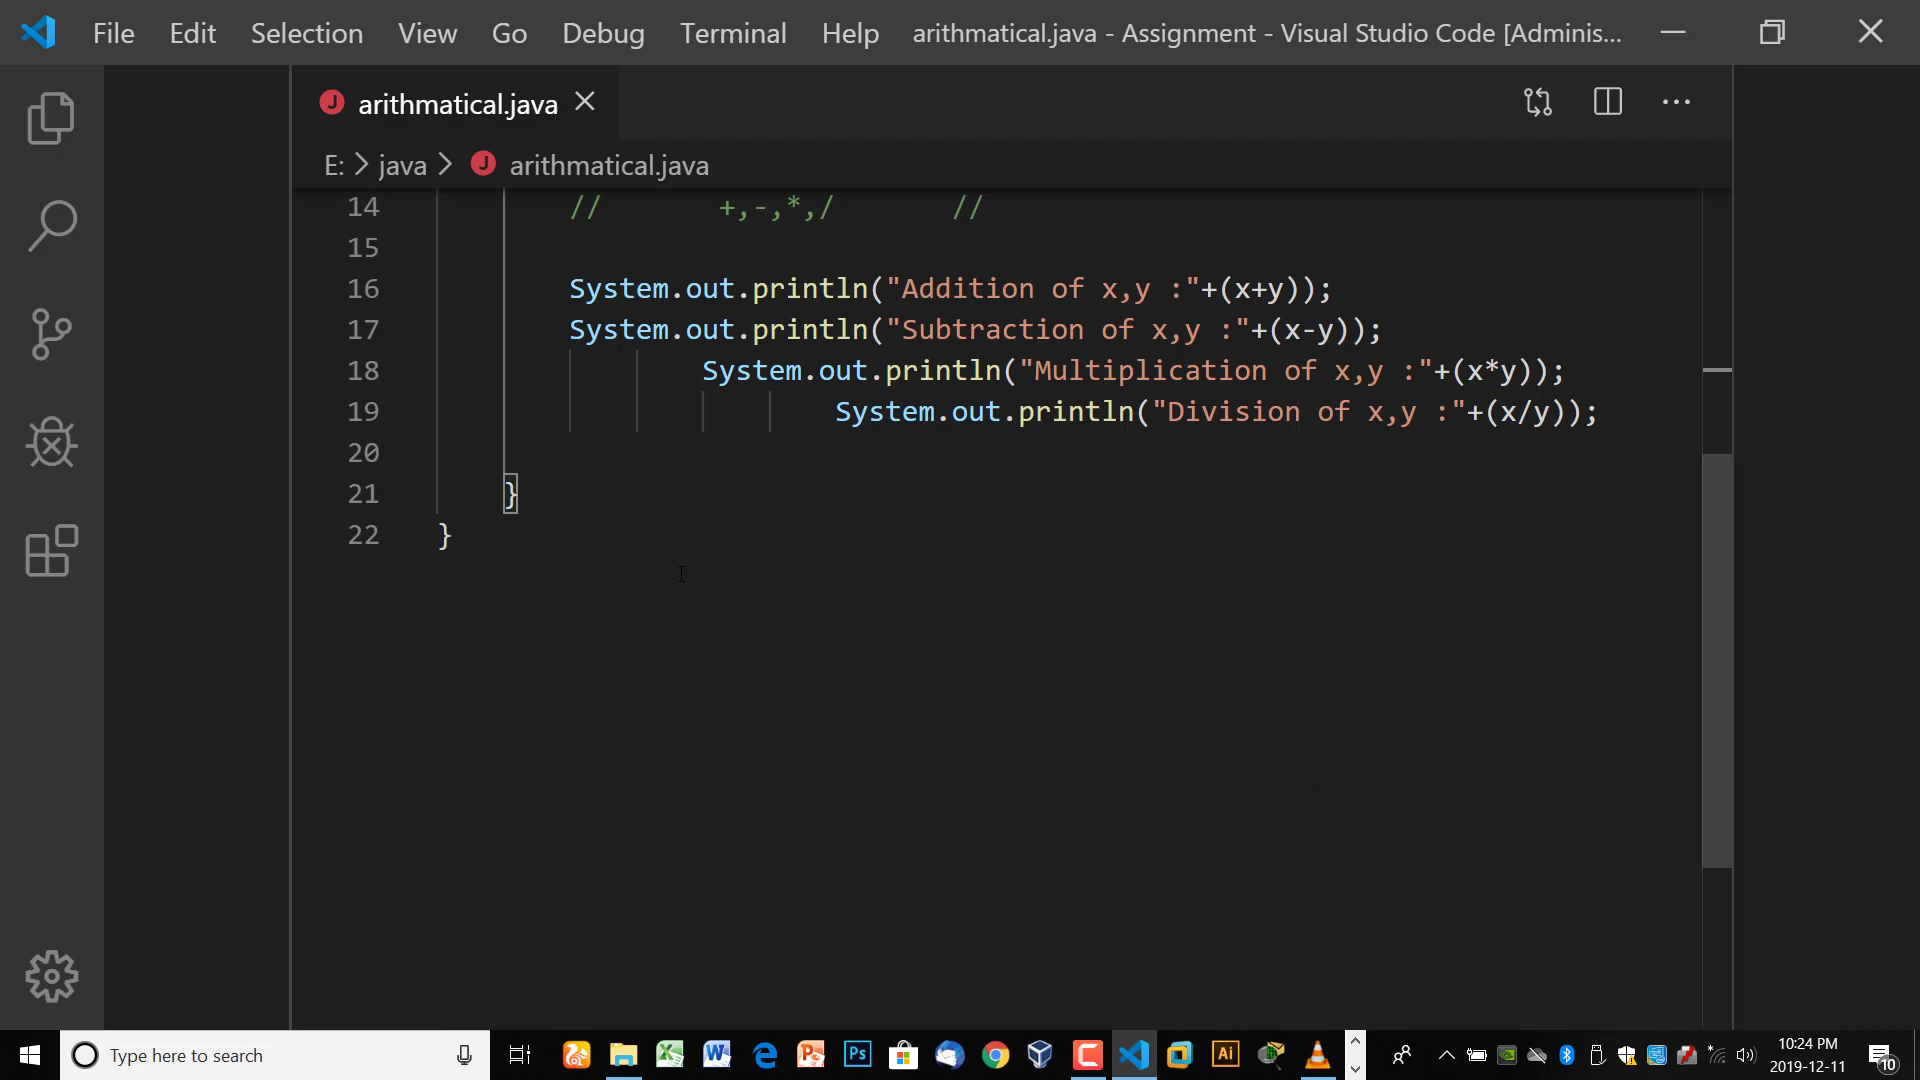 File Edit Selection View Go Debug Terminal Help arithmatical.java - Assignment - Visual Studio Code [Adminis...
J arithmatical.java
E: > java > J arithmatical.java
14 // +,-,*,/ //
15
16 System.out.println("Addition of x,y :"+(x+y));
17 System.out.println("Subtraction of x,y :"+(x-y));
18 System.out.println("Multiplication of x,y :"+(x*y));
19 System.out.println("Division of x,y :"+(x/y));
20
21 }
22 }
Type here to search
Ps Ai
10:24 PM
2019-12-11
10